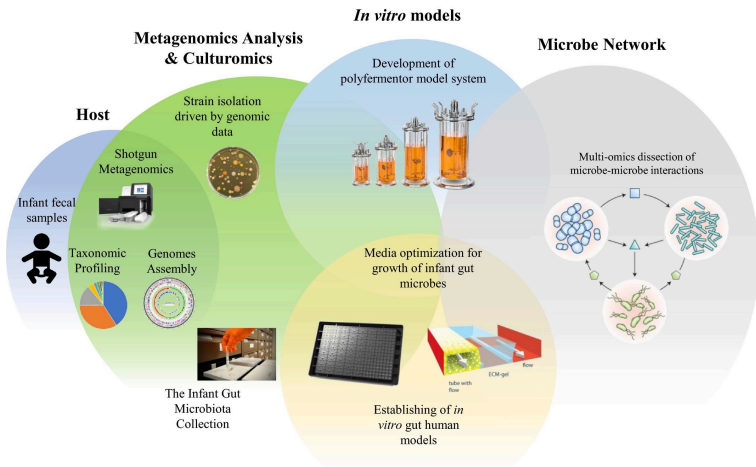 In vitro models
Metagenomics Analysis
& Culturomics
Microbe Network
Host
Development of
polyfermentor model system
Strain isolation
driven by genomic
data
Shotgun
Metagenomics
Multi-omics dissection of
microbe-microbe interactions
Infant fecal
samples
Taxonomic
Profiling
Genomes
Assembly
Media optimization for
growth of infant gut
microbes
tube with
flow
ECM-gel
flow
The Infant Gut
Microbiota
Collection
Establishing of in
vitro gut human
models